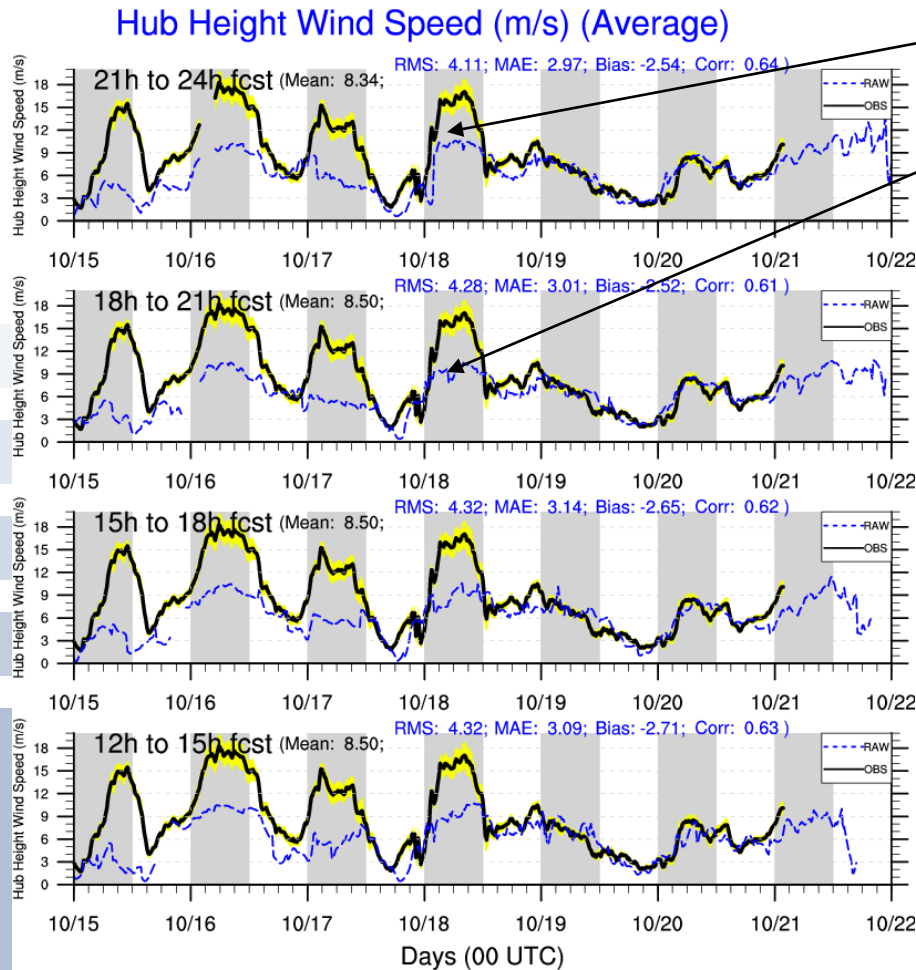 Hub Height Wind Speed (m/s) (Average)
RMS: 4.11; MAE: 2.97; Bias: -2.54; Corr: 0.64 )
21h to 24h fcst (Mean: 8.34;
Hub Height Wind Speed (m/s)
18
15
12
9
6
3
0
RAW
OBS
10/15 10/16 10/17 10/18 10/19 10/20 10/21 10/22
RMS: 4.28; MAE: 3.01; Bias: -2.52; Corr: 0.61 )
18h to 21h fcst (Mean: 8.50;
Hub Height Wind Speed (m/s)
18
15
12
9
6
3
0
RAW
OBS
10/15 10/16 10/17 10/18 10/19 10/20 10/21 10/22
RMS: 4.32; MAE: 3.14; Bias: -2.65; Corr: 0.62 )
15h to 18h fcst (Mean: 8.50;
Hub Height Wind Speed (m/s)
18
15
12
9
6
3
0
RAW
OBS
10/15 10/16 10/17 10/18 10/19 10/20 10/21 10/22
RMS: 4.32; MAE: 3.09; Bias: -2.71; Corr: 0.63 )
12h to 15h fcst (Mean: 8.50;
Hub Height Wind Speed (m/s)
18
15
12
9
6
3
0
RAW
OBS
10/15 10/16 10/17 10/18 10/19 10/20 10/21 10/22
Days (00 UTC)